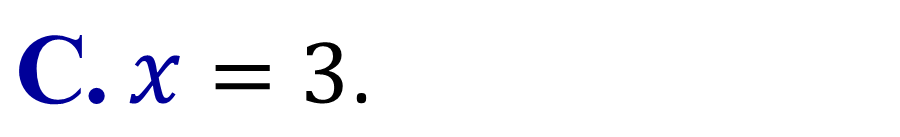 C. x = 3.